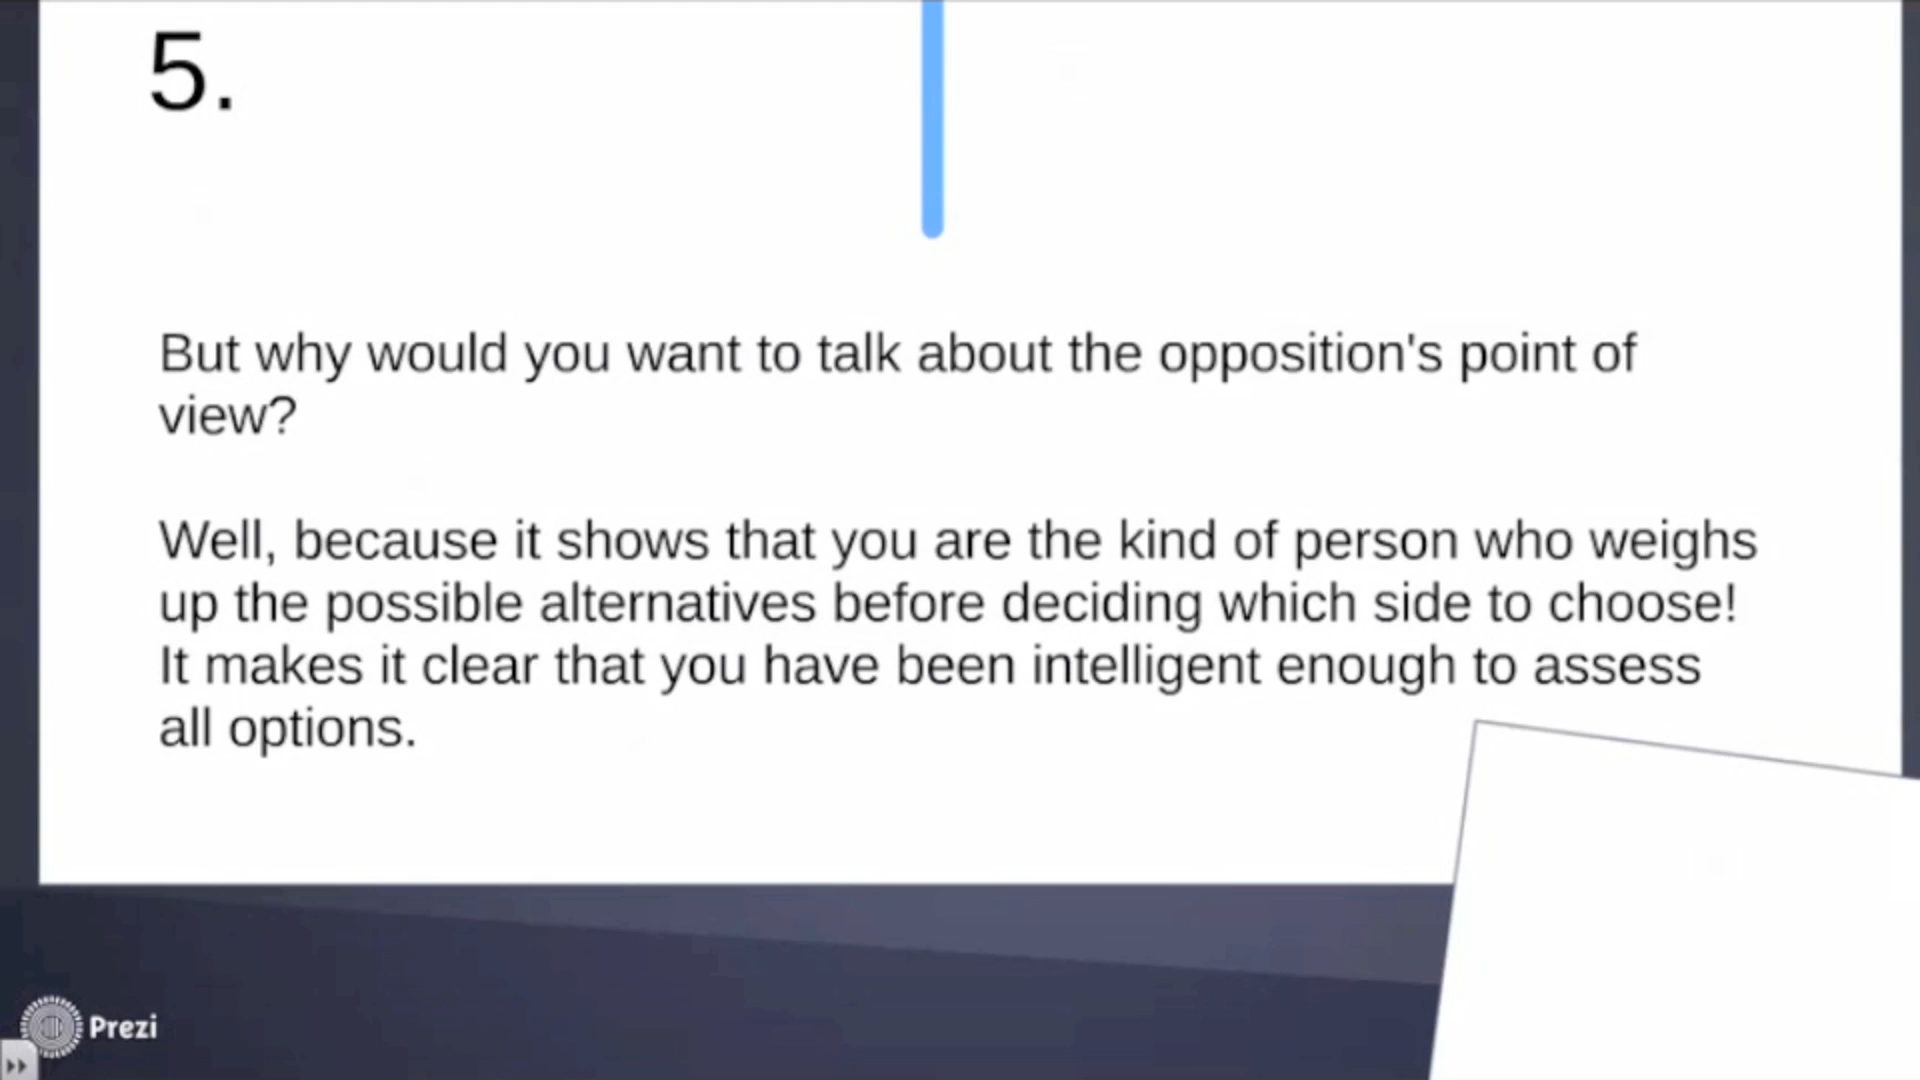 5.
But why would you want to talk about the opposition's point of
view?
Well, because it shows that you are the kind of person who weighs
up the possible alternatives before deciding which side to choose!
It makes it clear that you have been intelligent enough to assess
all options.
Prezi